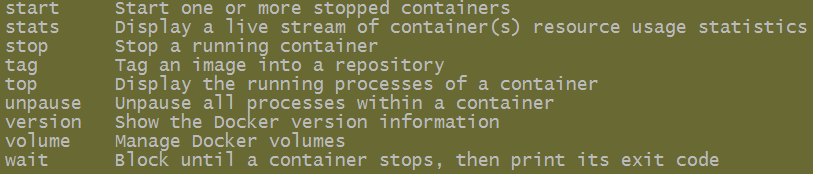 start     Start one or more stopped containers
stats     Display a live stream of container(s) resource usage statistics
stop      Stop a running container
tag       Tag an image into a repository
top       Display the running processes of a container
unpause   Unpause all processes within a container
version   Show the Docker version information
volume    Manage Docker volumes
wait      Block until a container stops, then print its exit code